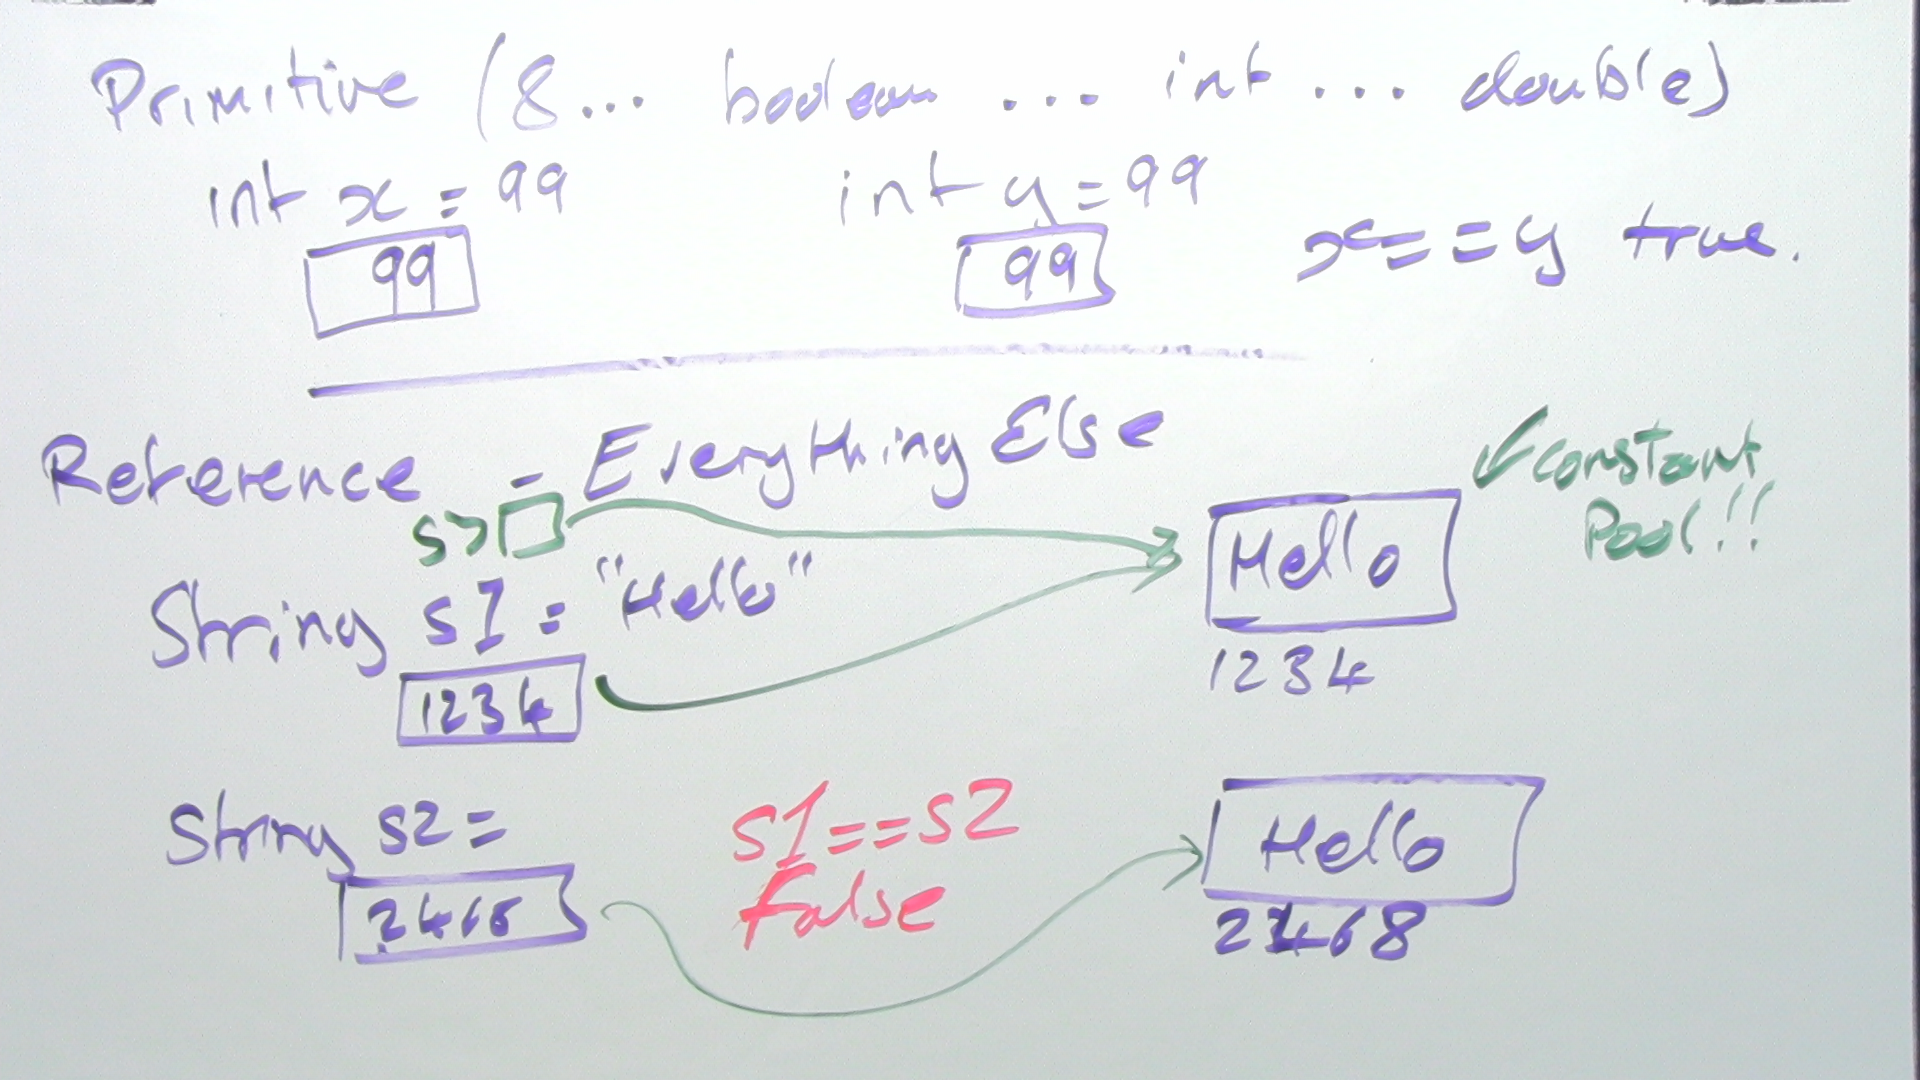 Primitive (8... boolean ... int ... double)
int x = 99
int y = 99
99
99
x == y true.
Reference - Everything Else
constant
Pool!!
String s1 = "Hello"
Hello
1234
1234
String s2 =
s1==s2
false
Hello
2468
2468